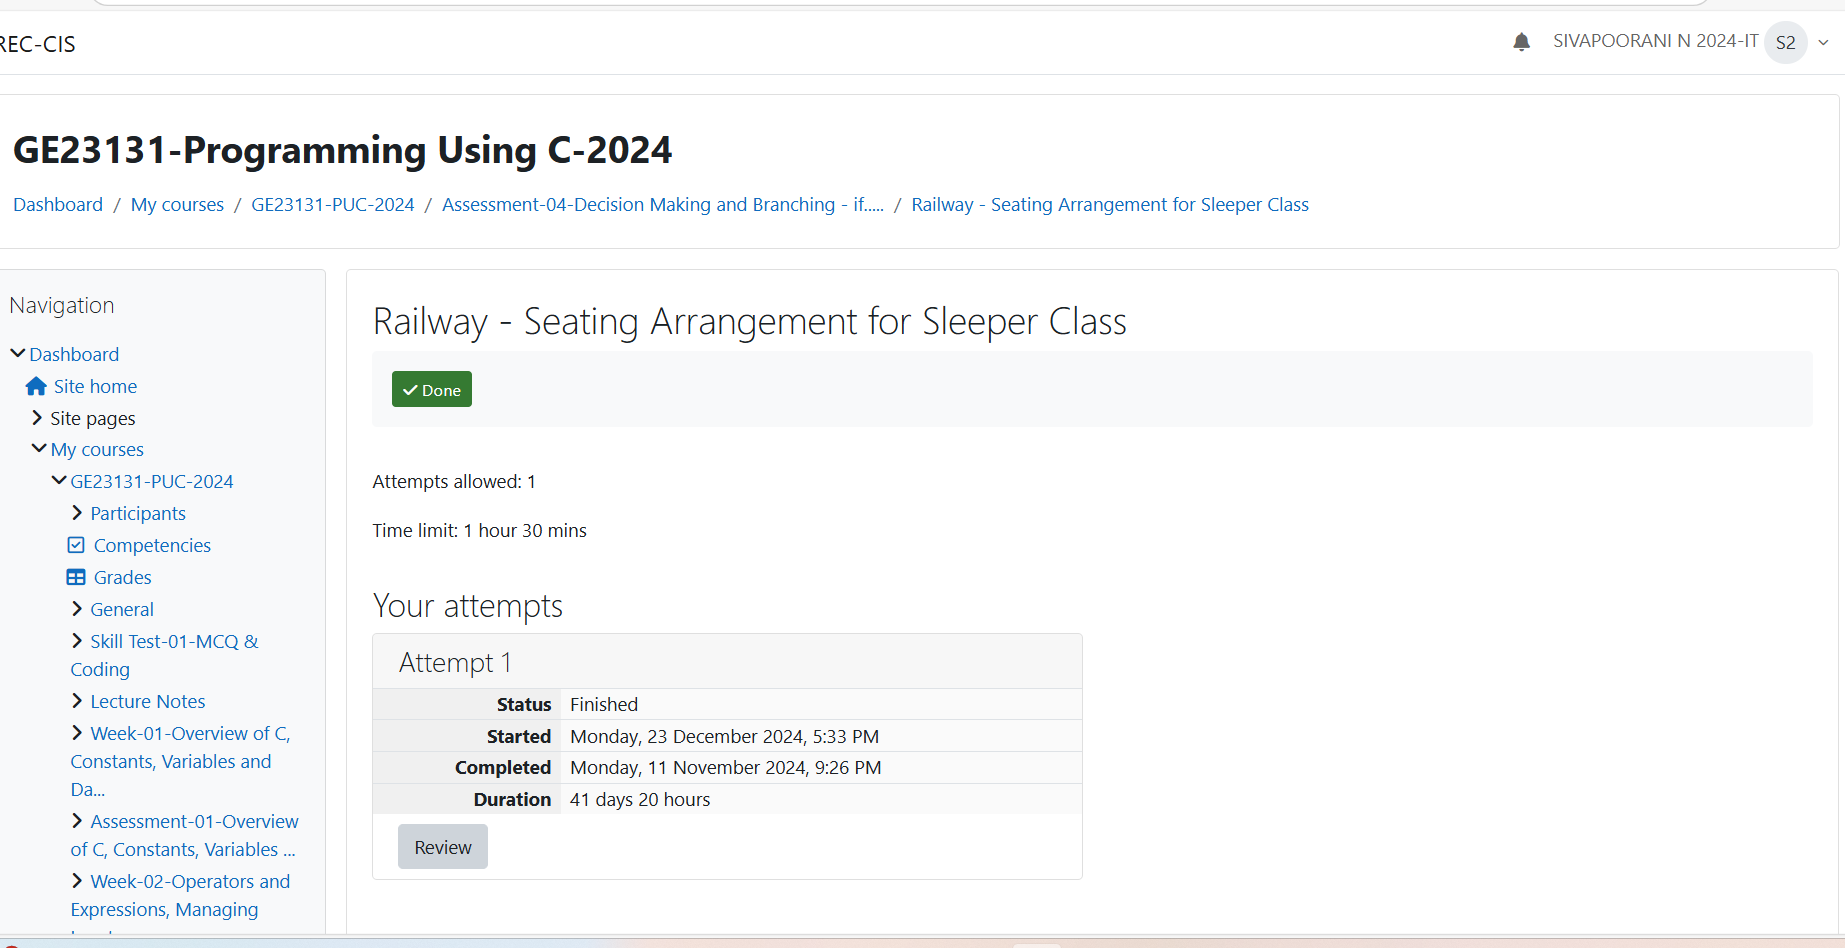 REC-CIS
SIVAPOORANI N 2024-IT S2
GE23131-Programming Using C-2024
Dashboard / My courses / GE23131-PUC-2024 / Assessment-04-Decision Making and Branching - if..... / Railway - Seating Arrangement for Sleeper Class
Navigation
Dashboard
Site home
Site pages
My courses
GE23131-PUC-2024
Participants
Competencies
Grades
General
Skill Test-01-MCQ &
Coding
Lecture Notes
Week-01-Overview of C,
Constants, Variables and
Da...
Assessment-01-Overview
of C, Constants, Variables ...
Week-02-Operators and
Expressions, Managing
Railway - Seating Arrangement for Sleeper Class
Done
Attempts allowed: 1
Time limit: 1 hour 30 mins
Your attempts
Attempt 1
Status Finished
Started Monday, 23 December 2024, 5:33 PM
Completed Monday, 11 November 2024, 9:26 PM
Duration 41 days 20 hours
Review